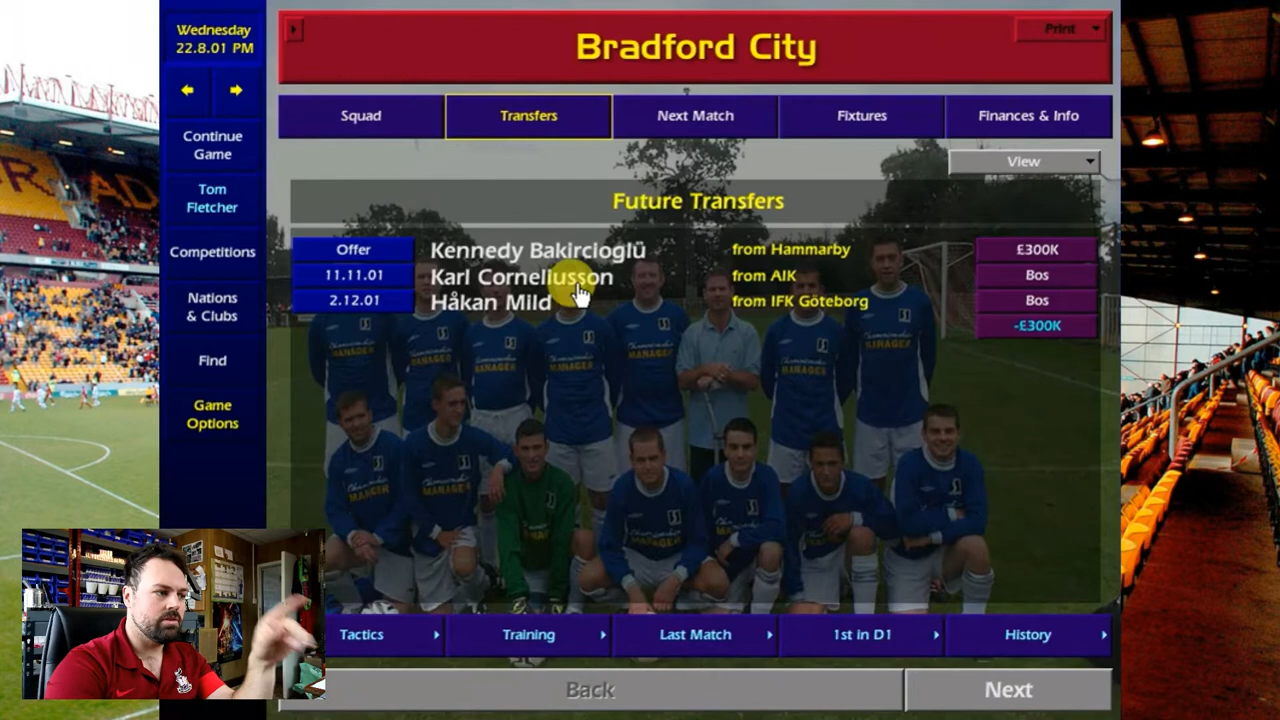 Wednesday
22.8.01 PM
Bradford City
Print
Squad
Transfers
Next Match
Fixtures
Finances & Info
Continue
Game
Tom
Fletcher
Competitions
Nations
& Clubs
Find
Game
Options
View
Future Transfers
Offer Kennedy Bakircioglü from Hammarby £300K
11.11.01 Karl Corneliusson from AIK Bos
2.12.01 Håkan Mild from IFK Göteborg Bos
-£300K
Tactics
Training
Last Match
1st in D1
History
Back
Next